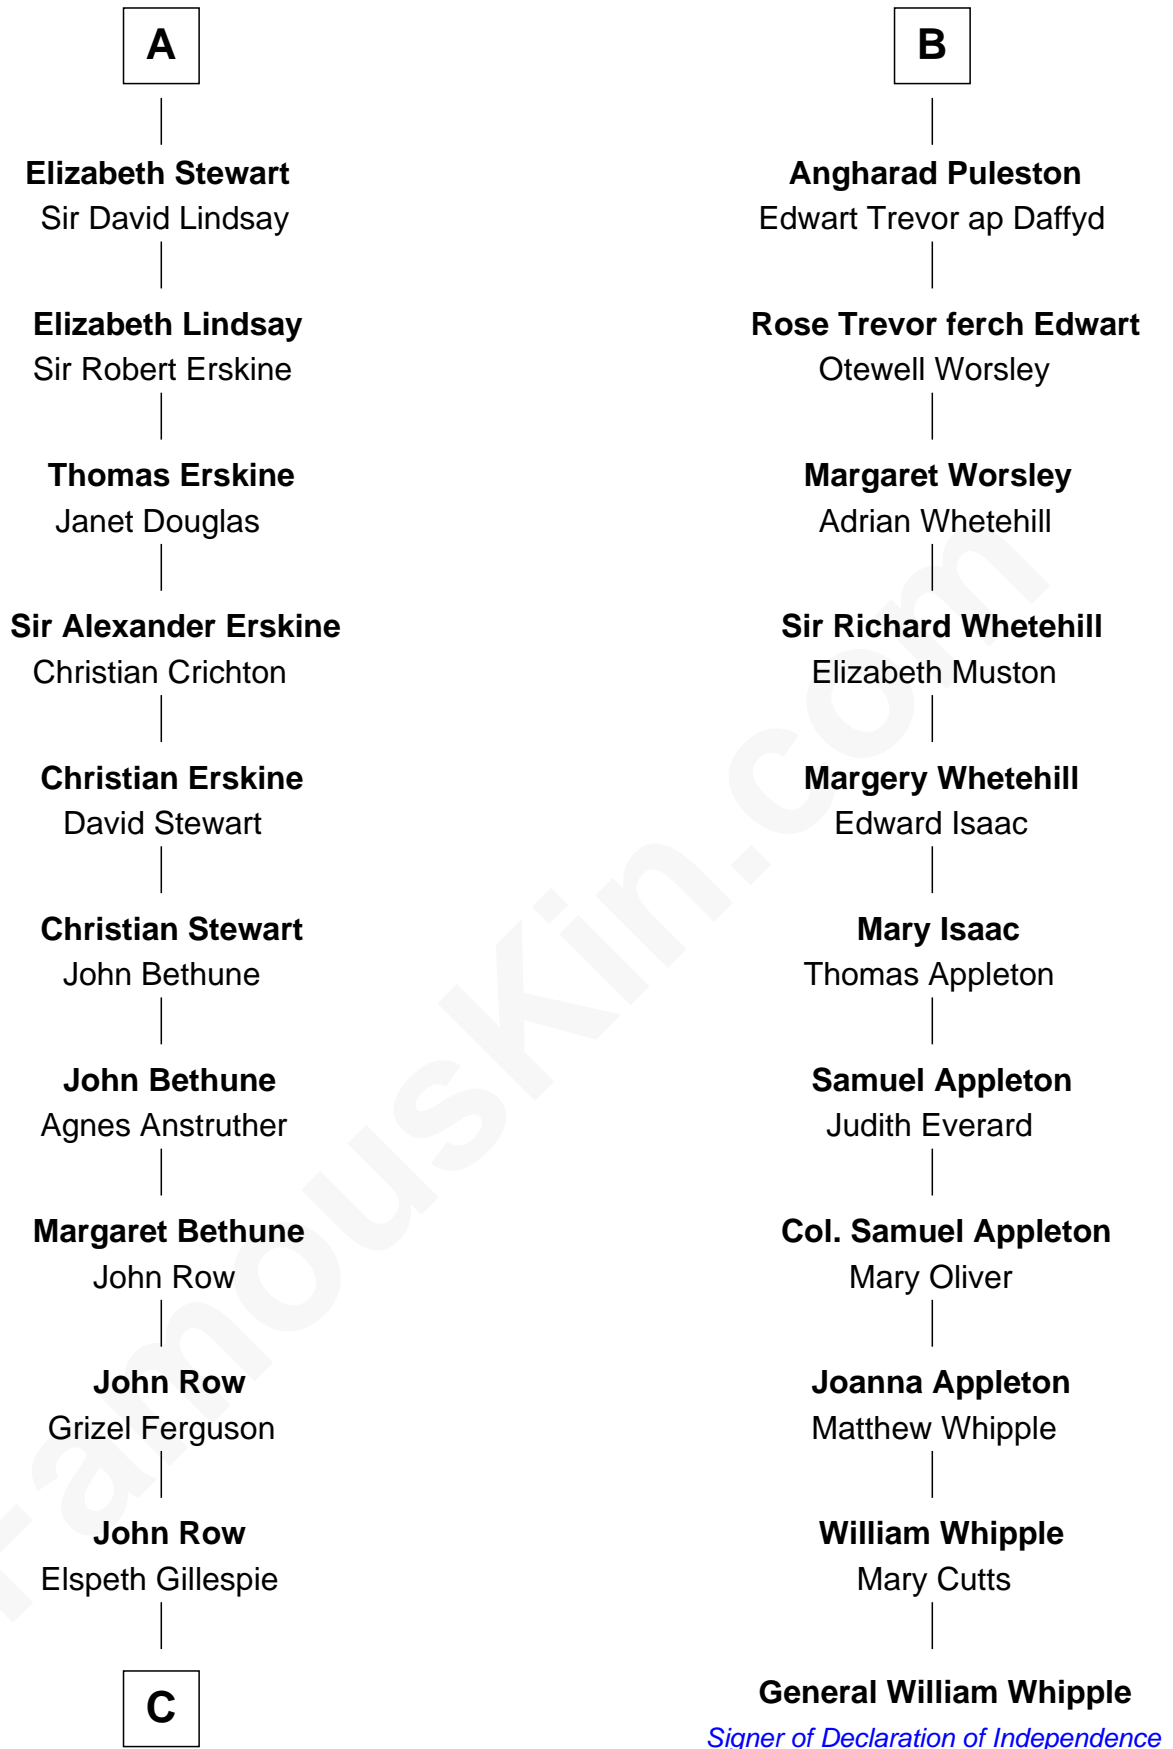 A
Elizabeth Stewart
Sir David Lindsay
Elizabeth Lindsay
Sir Robert Erskine
Thomas Erskine
Janet Douglas
Sir Alexander Erskine
Christian Crichton
Christian Erskine
David Stewart
Christian Stewart
John Bethune
John Bethune
Agnes Anstruther
Margaret Bethune
John Row
John Row
Grizel Ferguson
John Row
Elspeth Gillespie
C
B
Angharad Puleston
Edwart Trevor ap Daffyd
Rose Trevor ferch Edwart
Otewell Worsley
Margaret Worsley
Adrian Whetehill
Sir Richard Whetehill
Elizabeth Muston
Margery Whetehill
Edward Isaac
Mary Isaac
Thomas Appleton
Samuel Appleton
Judith Everard
Col. Samuel Appleton
Mary Oliver
Joanna Appleton
Matthew Whipple
William Whipple
Mary Cutts
General William Whipple
Signer of Declaration of Independence
FamousKin.com